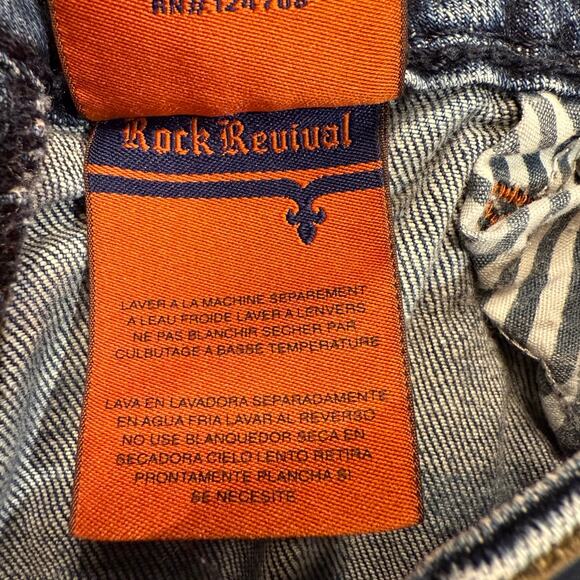 RN#124788
Rock Revival
LAVER A LA MACHINE SEPAREMENT
A LEAU FROIDE LAVER A LENVERS
NE PAS BLANCHIR SECHER PAR
CULBUTAGE A BASSE TEMPERATURE
LAVA EN LAVADORA SEPARADAMENTE
EN AGUA FRIA LAVAR AL REVERSO
NO USE BLANQUEDOR SECA EN
SECADORA CIELO LENTO RETIRA
PRONTAMENTE PLANCHA SI
SE NECESITE